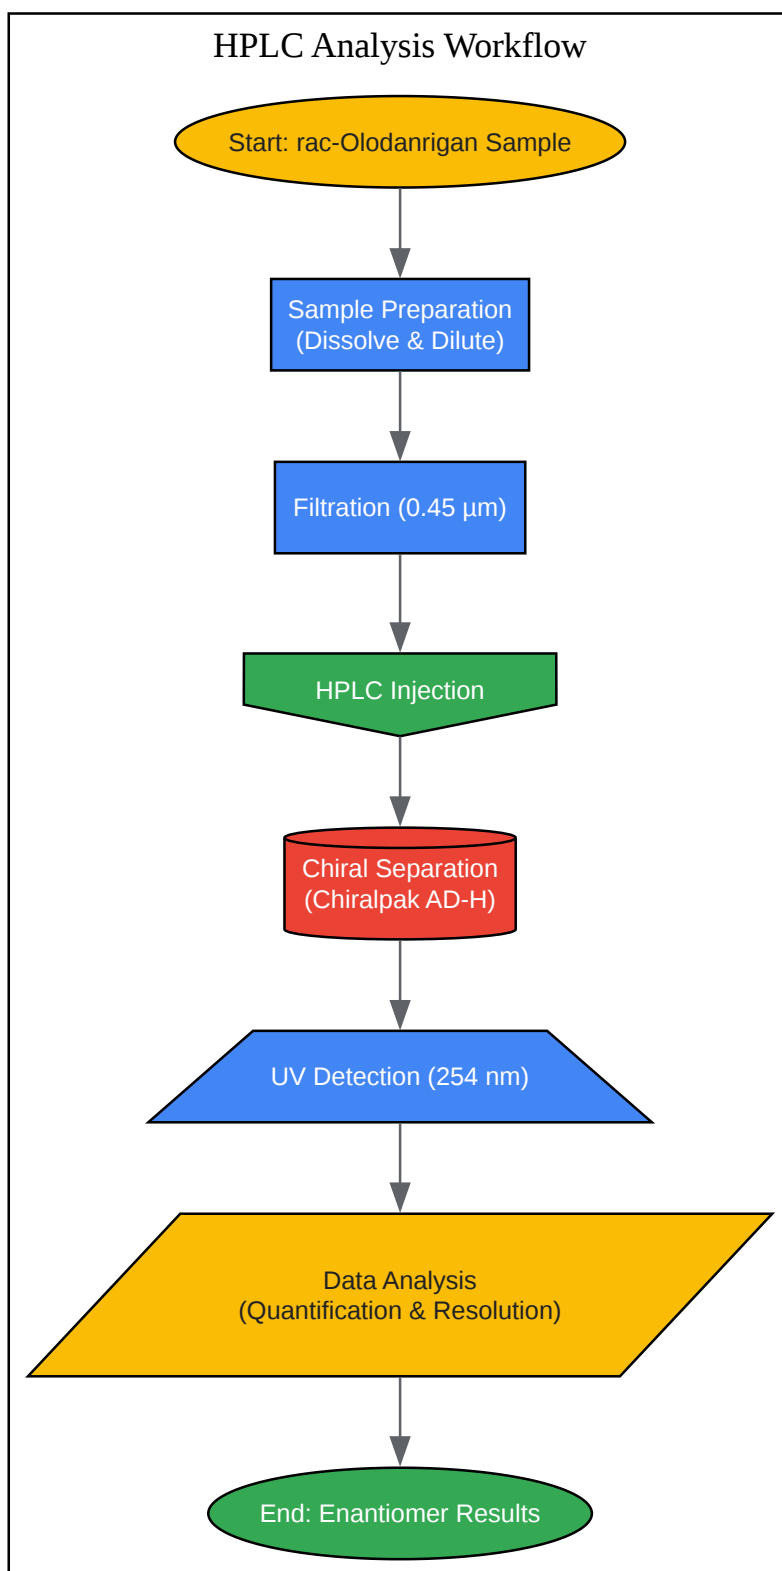 HPLC Analysis Workflow
Start: rac-Olodanrigan Sample
Sample Preparation
(Dissolve & Dilute)
Filtration (0.45 µm)
HPLC Injection
Chiral Separation
(Chiralpak AD-H)
UV Detection (254 nm)
Data Analysis
(Quantification & Resolution)
End: Enantiomer Results